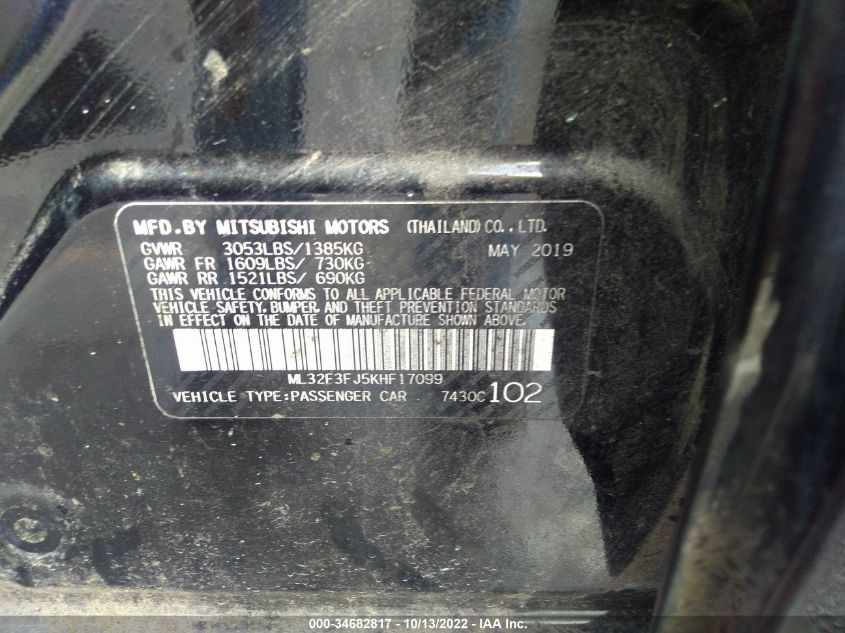 MFD. BY MITSUBISHI MOTORS (THAILAND) CO., LTD.
GVWR 3053LBS/1385KG MAY 2019
GAWR FR 1609LBS/ 730KG
GAWR RR 1521LBS/ 690KG
THIS VEHICLE CONFORMS TO ALL APPLICABLE FEDERAL MOTOR
VEHICLE SAFETY, BUMPER, AND THEFT PREVENTION STANDARDS
IN EFFECT ON THE DATE OF MANUFACTURE SHOWN ABOVE.
ML32F3FJ5KHF17099
VEHICLE TYPE:PASSENGER CAR 7430C 102
000-34682817 - 10/13/2022 - IAA Inc.